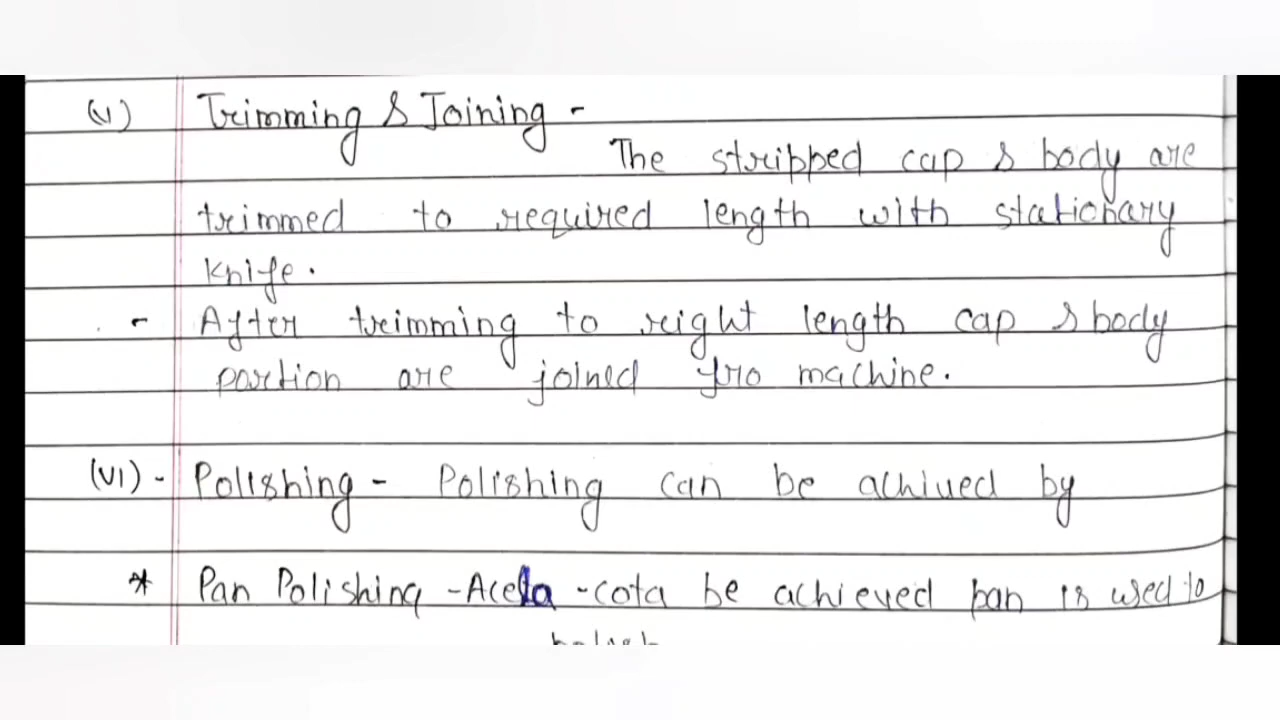 (V) Trimming & Joining -
The stripped cap & body are
trimmed to required length with stationary
Knife.
- After trimming to right length cap & body
portion are joined fro machine.
(VI) - Polishing - Polishing can be achived by
* Pan Polishing - Acela - cota be achieved pan is used to